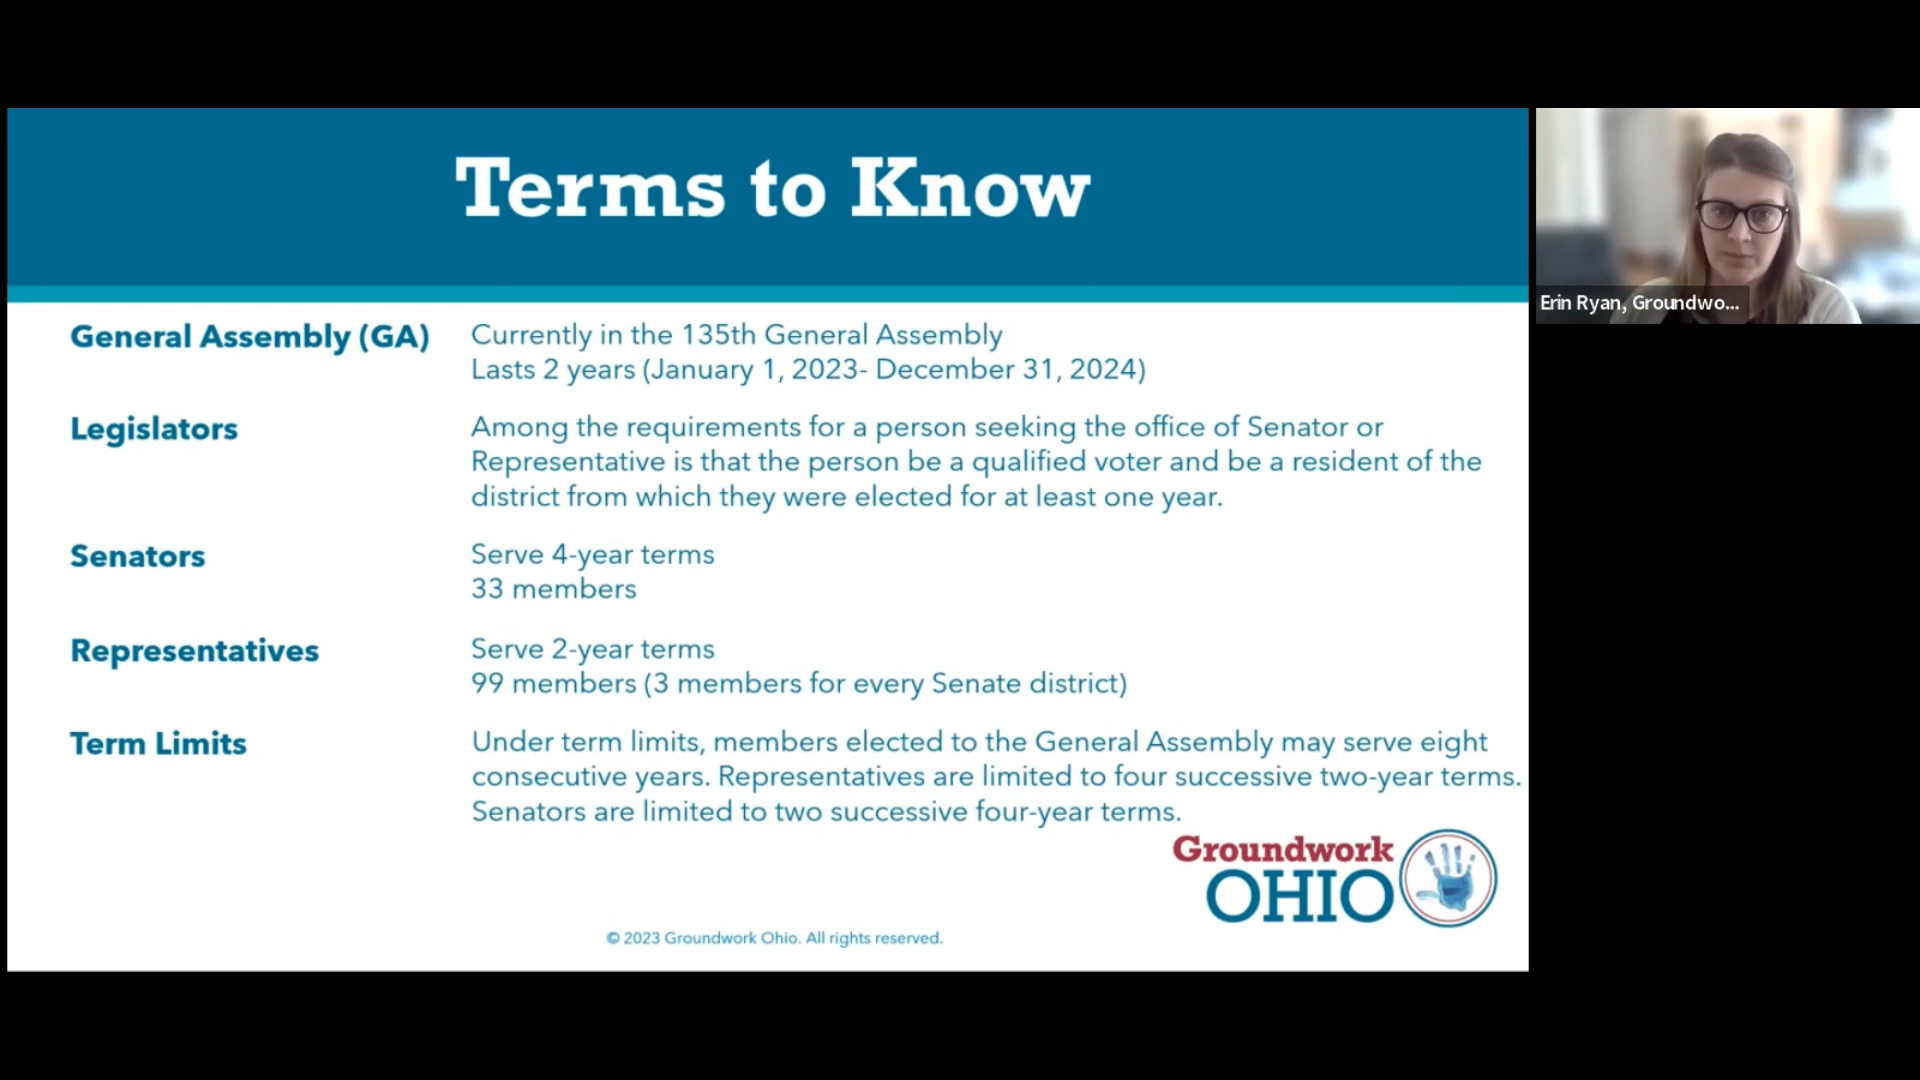 Terms to Know
Erin Ryan, Groundwo...
General Assembly (GA)
Currently in the 135th General Assembly
Lasts 2 years (January 1, 2023- December 31, 2024)
Legislators
Among the requirements for a person seeking the office of Senator or
Representative is that the person be a qualified voter and be a resident of the
district from which they were elected for at least one year.
Senators
Serve 4-year terms
33 members
Representatives
Serve 2-year terms
99 members (3 members for every Senate district)
Term Limits
Under term limits, members elected to the General Assembly may serve eight
consecutive years. Representatives are limited to four successive two-year terms.
Senators are limited to two successive four-year terms.
Groundwork
OHIO
© 2023 Groundwork Ohio. All rights reserved.